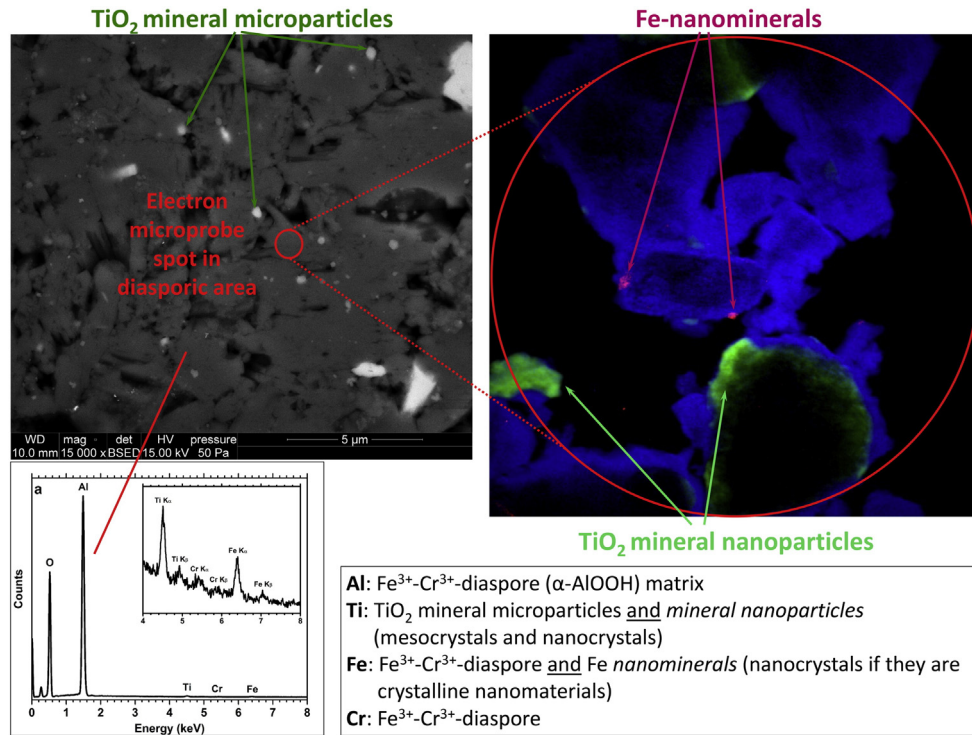 TiO2 mineral microparticles
Fe-nanominerals
Electron
microprobe
spot in
diasporic area
WD mag det HV pressure
10.0 mm 15 000 x BSED 15.00 kV 50 Pa
5 µm
TiO2 mineral nanoparticles
a
Al
O
Counts
Ti Kα
Ti Kβ
Cr Kα
Cr Kβ
Fe Kα
Fe Kβ
4 5 6 7 8
Ti Cr Fe
0 1 2 3 4 5 6 7 8
Energy (keV)
Al: Fe3+-Cr3+-diaspore (α-AlOOH) matrix
Ti: TiO2 mineral microparticles and mineral nanoparticles
(mesocrystals and nanocrystals)
Fe: Fe3+-Cr3+-diaspore and Fe nanominerals (nanocrystals if they are
crystalline nanomaterials)
Cr: Fe3+-Cr3+-diaspore